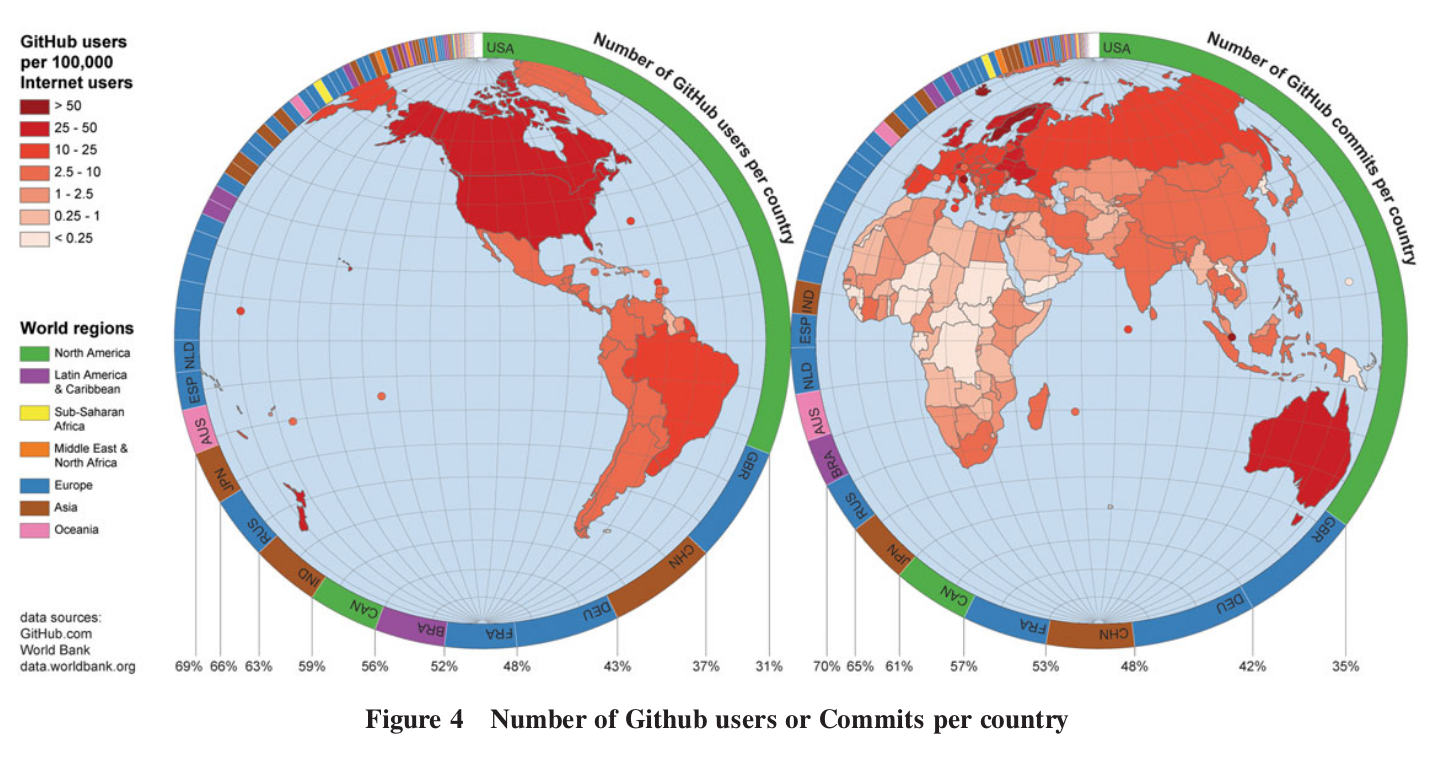 GitHub users
per 100,000
Internet users
> 50
25 - 50
10 - 25
2.5 - 10
1 - 2.5
0.25 - 1
< 0.25
World regions
North America
Latin America
& Caribbean
Sub-Saharan
Africa
Middle East &
North Africa
Europe
Asia
Oceania
data sources:
GitHub.com
World Bank
data.worldbank.org
Number of GitHub users per country
USA
GBR
CHN
DEU
FRA
BRA
CAN
IND
RUS
JPN
AUS
ESP
NLD
69% 66% 63% 59% 56% 52% 48% 43% 37% 31%
Number of GitHub commits per country
USA
GBR
DEU
CHN
FRA
CAN
JPN
RUS
BRA
AUS
NLD
ESP
IND
70% 65% 61% 57% 53% 48% 42% 35%
Figure 4 Number of Github users or Commits per country